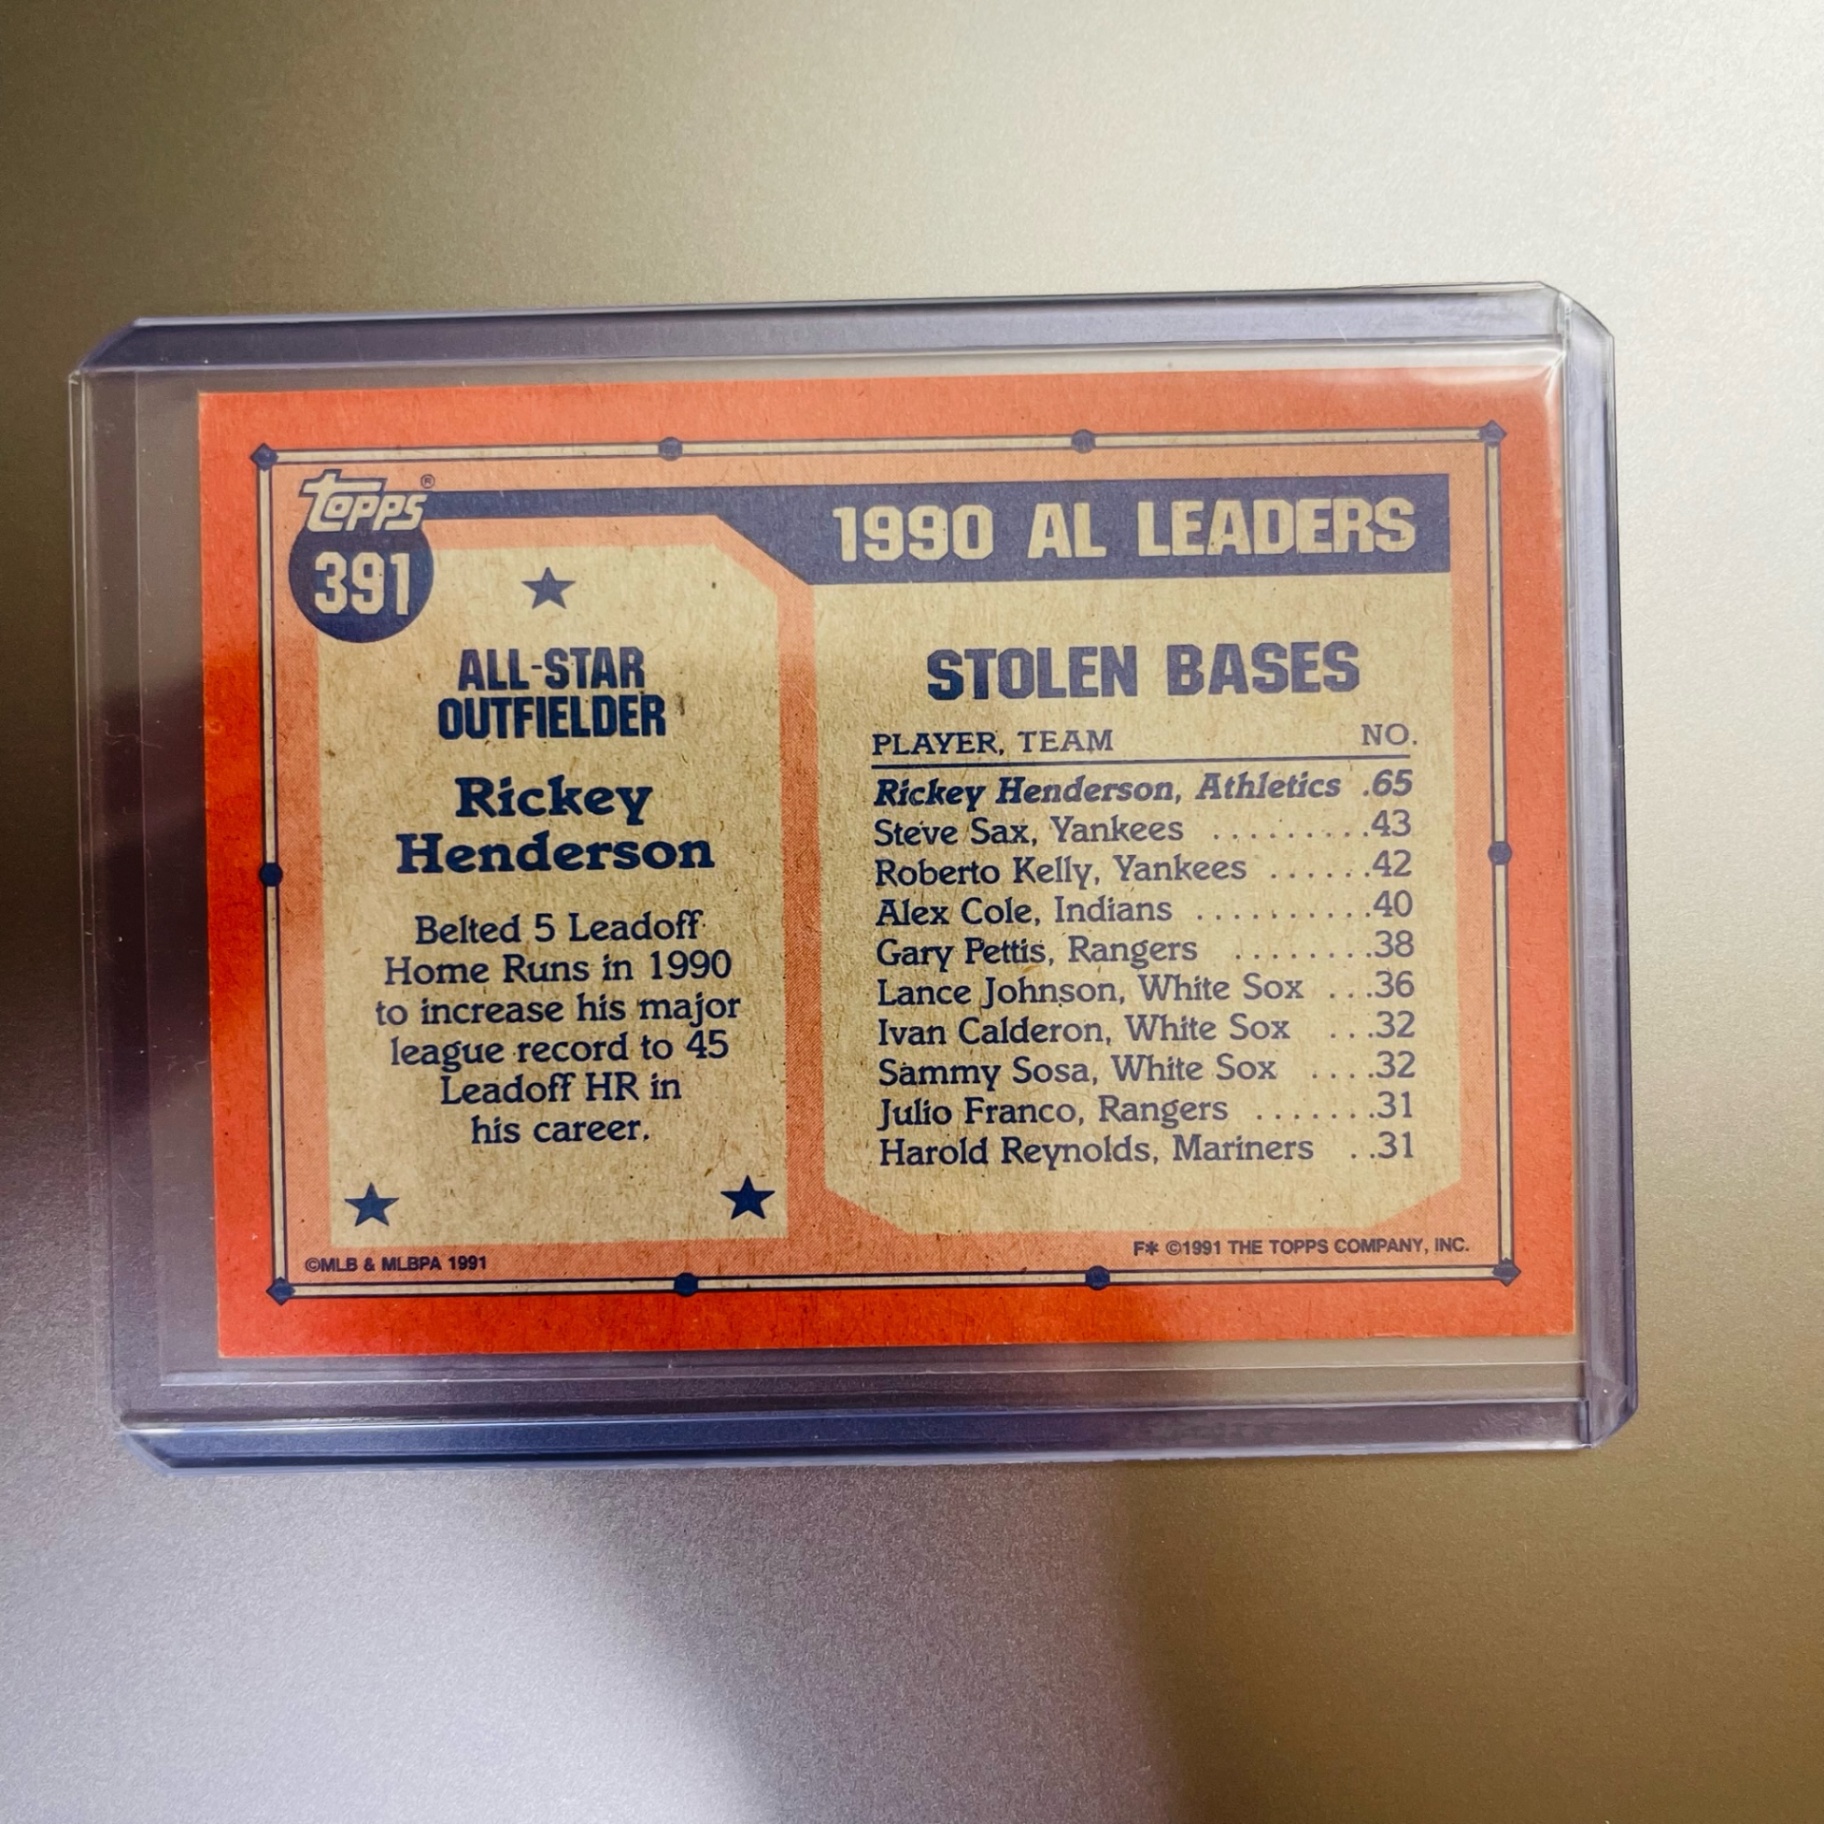 topps®
391
ALL-STAR
OUTFIELDER
Rickey
Henderson
Belted 5 Leadoff
Home Runs in 1990
to increase his major
league record to 45
Leadoff HR in
his career.
©MLB & MLBPA 1991
1990 AL LEADERS
STOLEN BASES
PLAYER, TEAM NO.
Rickey Henderson, Athletics .65
Steve Sax, Yankees .........43
Roberto Kelly, Yankees ......42
Alex Cole, Indians ..........40
Gary Pettis, Rangers ........38
Lance Johnson, White Sox ...36
Ivan Calderon, White Sox ...32
Sammy Sosa, White Sox ....32
Julio Franco, Rangers .......31
Harold Reynolds, Mariners ..31
F* ©1991 THE TOPPS COMPANY, INC.